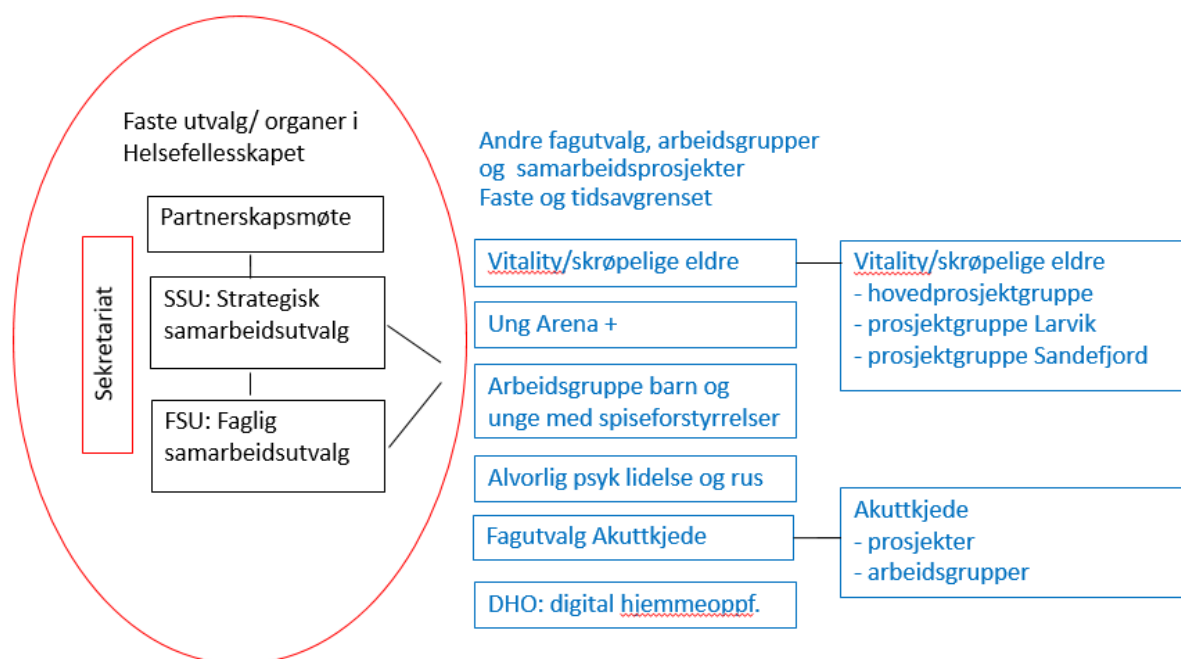 Faste utvalg/ organer i
Helsefellesskapet
Partnerskapsmøte
Sekretariat
SSU: Strategisk
samarbeidsutvalg
FSU: Faglig
samarbeidsutvalg
Andre fagutvalg, arbeidsgrupper
og samarbeidsprosjekter
Faste og tidsavgrenset
Vitality/skrøpelige eldre
Ung Arena +
Arbeidsgruppe barn og
unge med spiseforstyrrelser
Alvorlig psyk lidelse og rus
Fagutvalg Akuttkjede
DHO: digital hjemmeoppf.
Vitality/skrøpelige eldre
- hovedprosjektgruppe
- prosjektgruppe Larvik
- prosjektgruppe Sandefjord
Akuttkjede
- prosjekter
- arbeidsgrupper